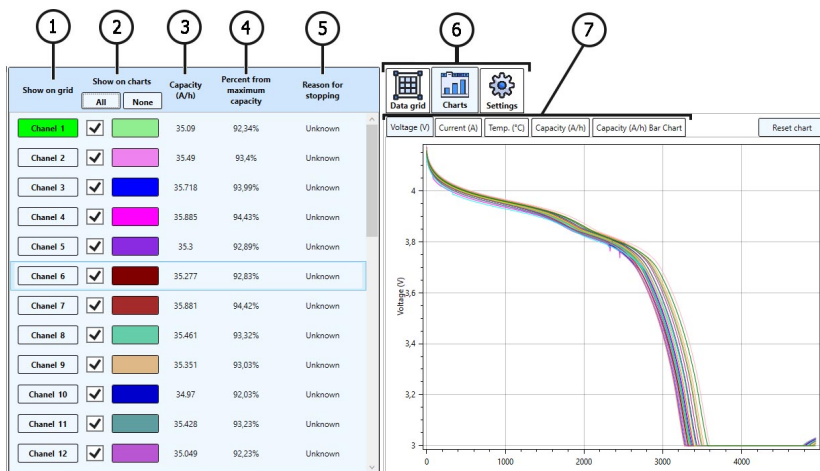 1 2 3 4 5 6 7
Show on grid
Show on charts
All None
Capacity
(A/h)
Percent from
maximum
capacity
Reason for
stopping
Chanel 1 35.09 92,34% Unknown
Chanel 2 35.49 93,4% Unknown
Chanel 3 35.718 93,99% Unknown
Chanel 4 35.885 94,43% Unknown
Chanel 5 35.3 92,89% Unknown
Chanel 6 35.277 92,83% Unknown
Chanel 7 35.881 94,42% Unknown
Chanel 8 35.461 93,32% Unknown
Chanel 9 35.351 93,03% Unknown
Chanel 10 34.97 92,03% Unknown
Chanel 11 35.428 93,23% Unknown
Chanel 12 35.049 92,23% Unknown
Data grid Charts Settings
Voltage (V) Current (A) Temp. (°C) Capacity (A/h) Capacity (A/h) Bar Chart Reset chart
Voltage (V)
4
3,8
3,6
3,4
3,2
3
0 1000 2000 3000 4000